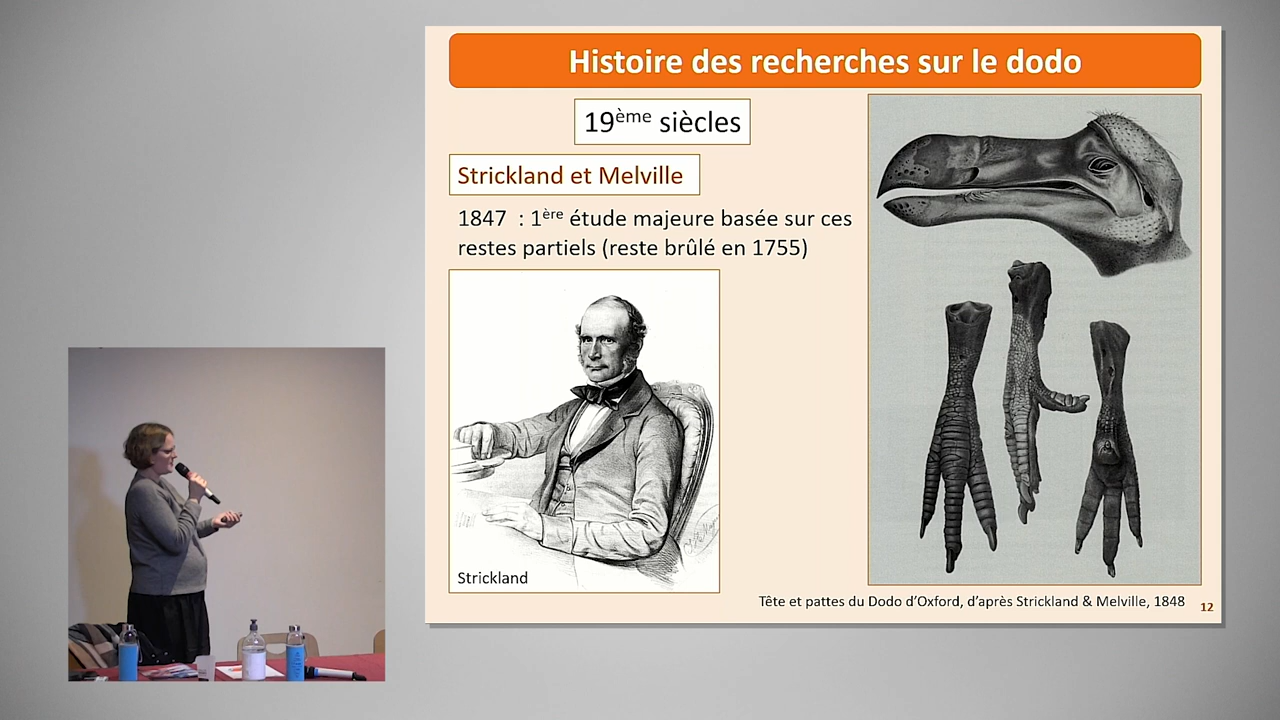 Histoire des recherches sur le dodo
19ème siècles
Strickland et Melville
1847 : 1ère étude majeure basée sur ces
restes partiels (reste brûlé en 1755)
Strickland
Tête et pattes du Dodo d'Oxford, d'après Strickland & Melville, 1848
12